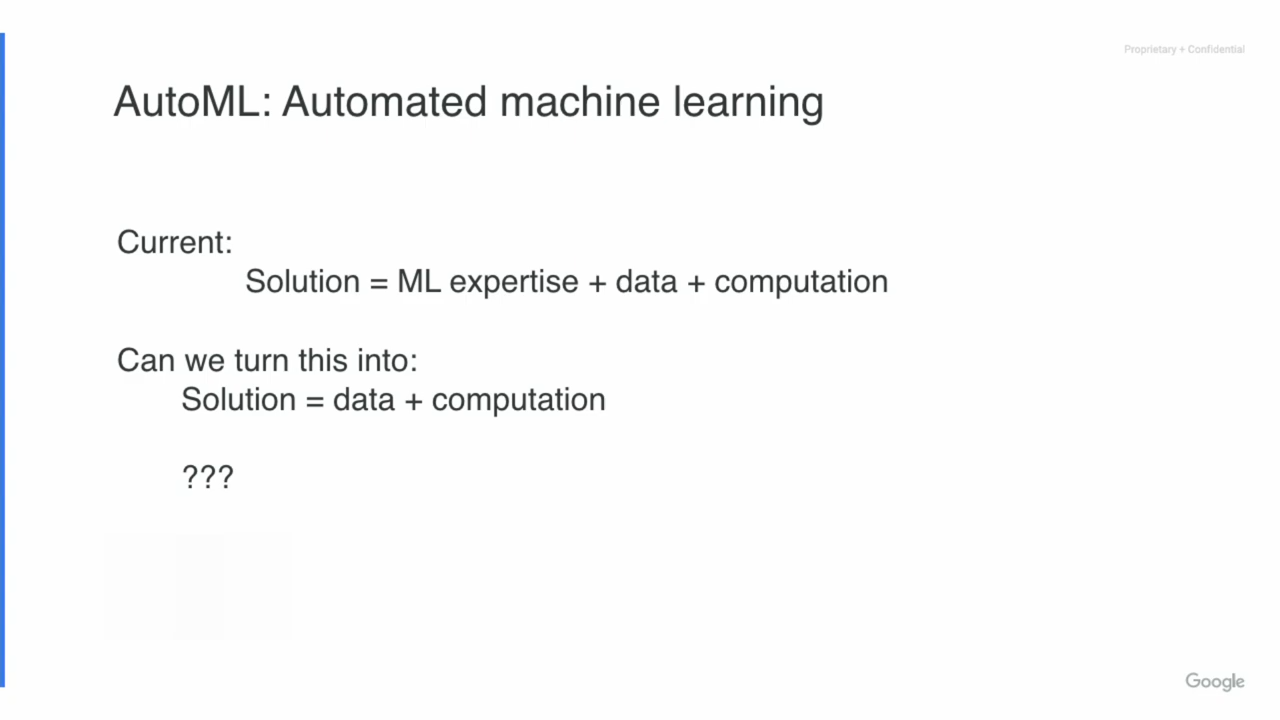 Proprietary + Confidential
AutoML: Automated machine learning
Current:
Solution = ML expertise + data + computation
Can we turn this into:
Solution = data + computation
???
Google